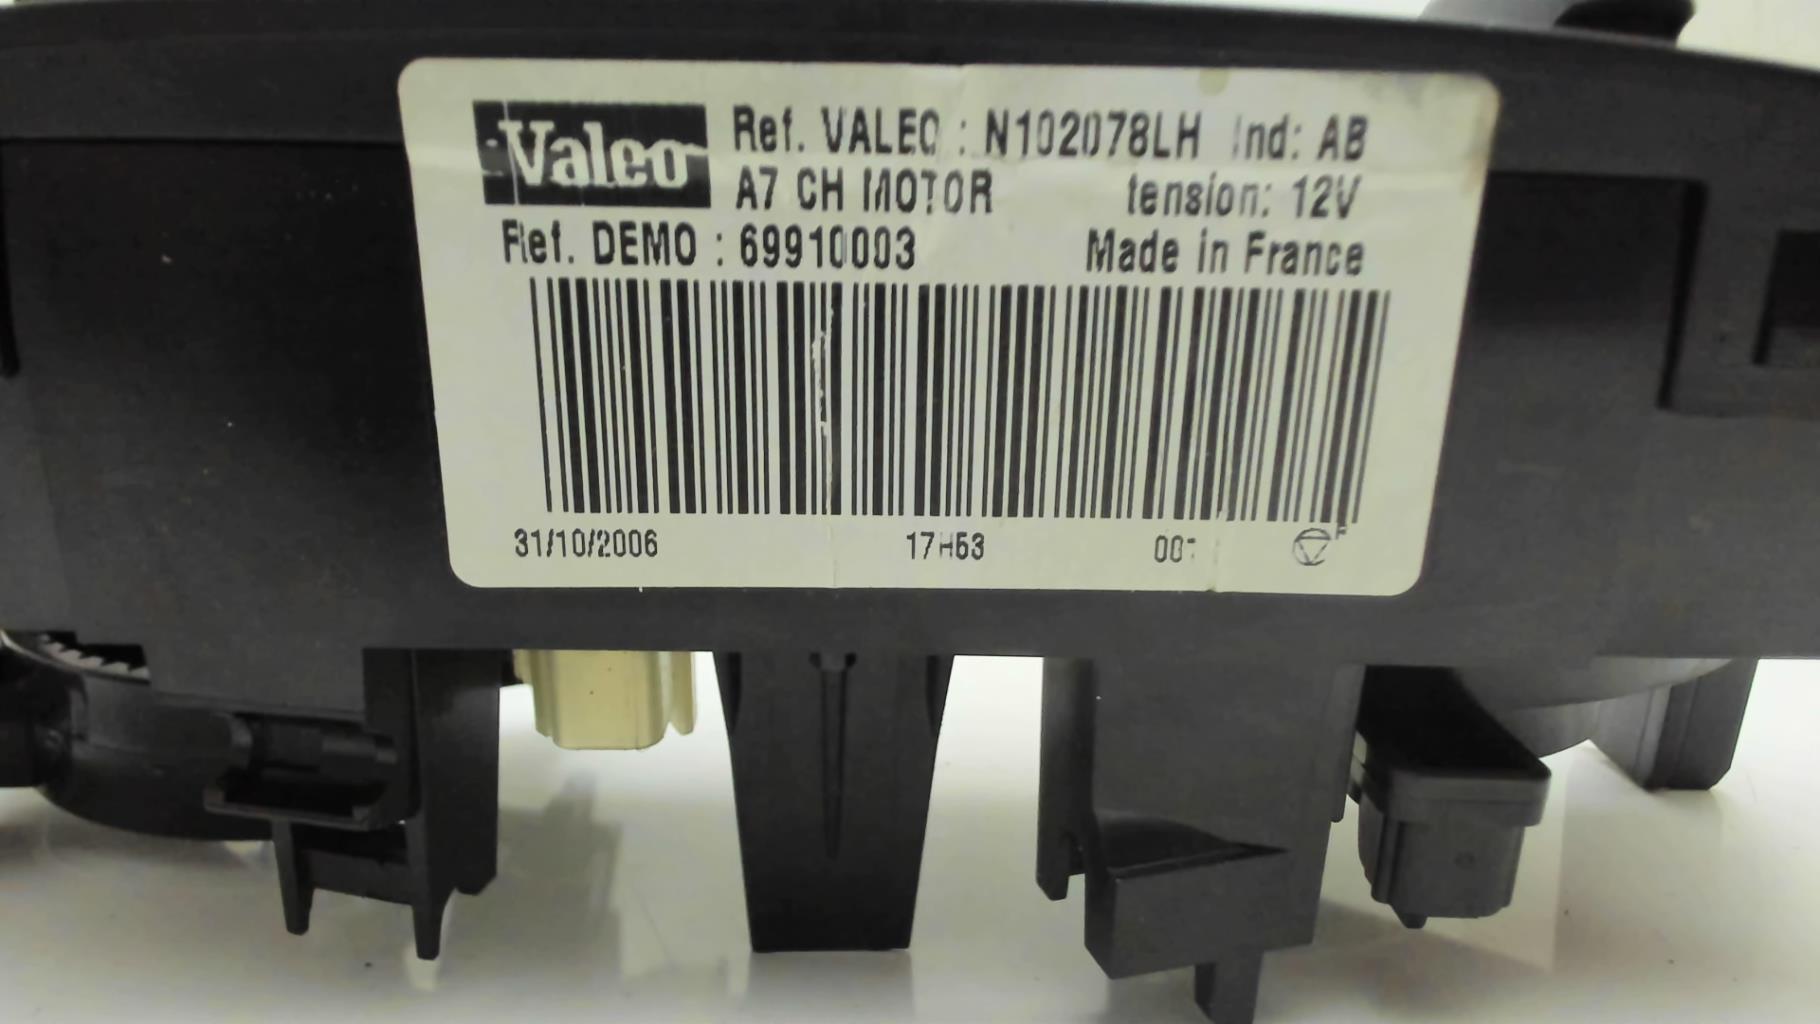 Valeo
Ref. VALEO : N102078LH Ind: AB
A7 CH MOTOR tension: 12V
Ref. DEMO : 69910003 Made in France
31/10/2006 17H53 001